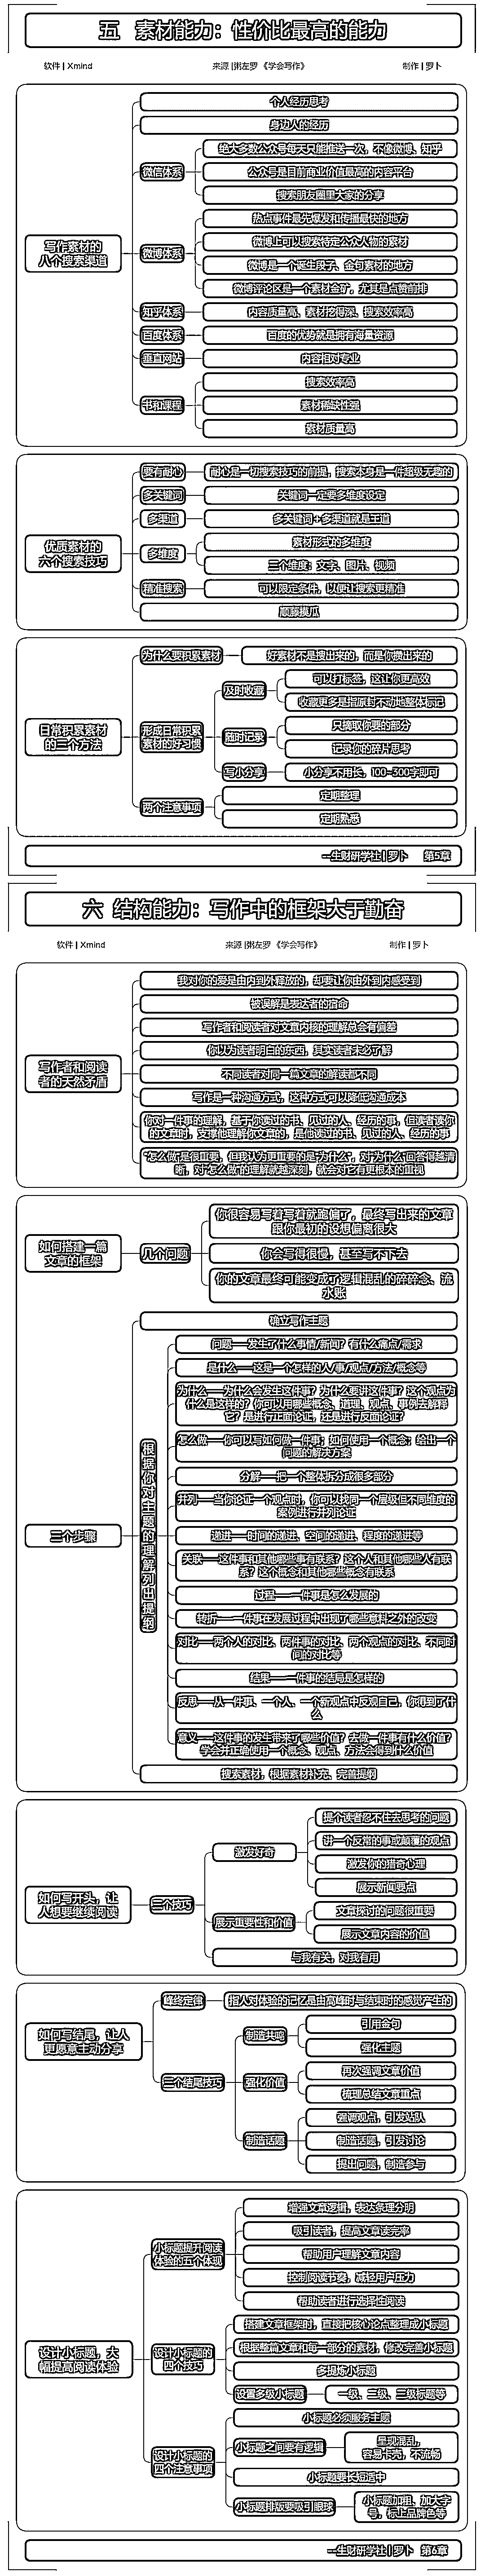 五 素材能力：性价比最高的能力
软件 | Xmind
来源 |粥左罗 《学会写作》
制作 | 罗卜
写作素材的
八个搜索渠道
个人经历思考
身边人的经历
微信体系
绝大多数公众号每天只能推送一次，不像微博、知乎
公众号是目前商业价值最高的内容平台
搜索朋友圈里大家的分享
微博体系
热点事件最先爆发和传播最快的地方
微博上可以搜索特定公众人物的素材
微博是一个诞生段子、金句素材的地方
微博评论区是一个素材金矿，尤其是点赞前排
知乎体系
内容质量高、素材挖得深、搜索效率高
百度体系
百度的优势就是拥有海量资源
垂直网站
内容相对专业
书和课程
搜索效率高
素材稀缺性强
素材质量高
优质素材的
六个搜索技巧
要有耐心
耐心是一切搜索技巧的前提，搜索本身是一件超级无趣的
多关键词
关键词一定要多维度设定
多渠道
多关键词＋多渠道就是王道
多维度
素材形式的多维度
三个维度：文字、图片、视频
精准搜索
可以限定条件，以便让搜索更精准
顺藤摸瓜
日常积累素材
的三个方法
为什么要积累素材
好素材不是搜出来的，而是你攒出来的
形成日常积累
素材的好习惯
及时收藏
可以打标签，这让你更高效
收藏更多是指原封不动地整体标记
随时记录
只摘取你要的部分
记录你的碎片思考
写小分享
小分享不用长，100~300字即可
两个注意事项
定期整理
定期熟悉
---生财研学社 | 罗卜 第5章
六 结构能力：写作中的框架大于勤奋
软件 | Xmind
来源 |粥左罗 《学会写作》
制作 | 罗卜
写作者和阅读
者的天然矛盾
我对你的爱是由内到外释放的，却要让你由外到内感受到
被误解是表达者的宿命
写作者和阅读者对文章内核的理解总会有偏差
你以为读者明白的东西，其实读者未必了解
不同读者对同一篇文章的解读都不同
写作是一种沟通方式，这种方式可以降低沟通成本
你对一件事的理解，基于你读过的书、见过的人、经历的事，但读者读你
的文章时，支撑他理解你文章的，是他读过的书、见过的人、经历的事
“怎么做”是很重要，但我认为更重要的是“为什么”，对“为什么”回答得越清
晰，对“怎么做”的理解就越深刻，就会对它有更根本的重视
如何搭建一篇
文章的框架
几个问题
你很容易写着写着就跑偏了，最终写出来的文章
跟你最初的设想偏离很大
你会写得很慢，甚至写不下去
你的文章最终可能变成了逻辑混乱的碎碎念、流
水账
三个步骤
确立写作主题
根据你对主题的理解列出提纲
问题——发生了什么事情/新闻？有什么痛点/需求
是什么——这是一个怎样的人/事/观点/方法/概念等
为什么——为什么会发生这件事？为什么要讲这件事？这个观点为
什么是这样的？你可以用哪些概念、道理、观点、事例去解释
它？是进行正面论证，还是进行反面论证？
怎么做——你可以写如何做一件事；如何使用一个概念；给出一个
问题的解决方案
分解——把一个整体拆分成很多部分
并列——当你论证一个观点时，你可以找同一个层级但不同维度的
案例进行并列论证
递进——时间的递进、空间的递进、程度的递进等
关联——这件事和其他哪些事有联系？这个人和其他哪些人有联
系？这个概念和其他哪些概念有联系
过程——一件事是怎么发展的
转折——一件事在发展过程中出现了哪些意料之外的改变
对比——两个人的对比、两件事的对比、两个观点的对比、不同时
间的对比等
结果——一件事的结局是怎样的
反思——从一件事、一个人、一个新观点中反观自己，你得到了什
么
意义——这件事的发生带来了哪些价值？去做一件事有什么价值？
学会并正确使用一个概念、观点、方法会得到什么价值
搜索素材，根据素材补充、完善提纲
如何写开头，让
人想要继续阅读
三个技巧
激发好奇
提个读者忍不住去思考的问题
讲一个反常的事或颠覆的观点
激发你的猎奇心理
展示新闻要点
展示重要性和价值
文章探讨的问题很重要
展示文章内容的价值
与我有关，对我有用
如何写结尾，让人
更愿意主动分享
峰终定律
指人对体验的记忆是由高峰时与结束时的感觉产生的
三个结尾技巧
制造共鸣
引用金句
强化主题
强化价值
再次强调文章价值
梳理总结文章重点
制造话题
强调观点，引发站队
制造话题，引发讨论
提出问题，制造参与
设计小标题，大
幅提高阅读体验
小标题提升阅读
体验的五个体现
增强文章逻辑，表达条理分明
吸引读者，提高文章读完率
帮助用户理解文章内容
控制阅读节奏，减轻用户压力
帮助读者进行选择性阅读
设计小标题的
四个技巧
搭建文章框架时，直接把核心论点整理成小标题
根据整篇文章和每一部分的素材，修改完善小标题
多提炼小标题
设置多级小标题
一级、二级、三级标题等
设计小标题的
四个注意事项
小标题必须服务主题
小标题之间要有逻辑
呈现混乱，
容易卡壳，不流畅
小标题要长短适中
小标题排版要吸引眼球
小标题加粗、加大字
号，标上品牌色等
---生财研学社 | 罗卜 第6章